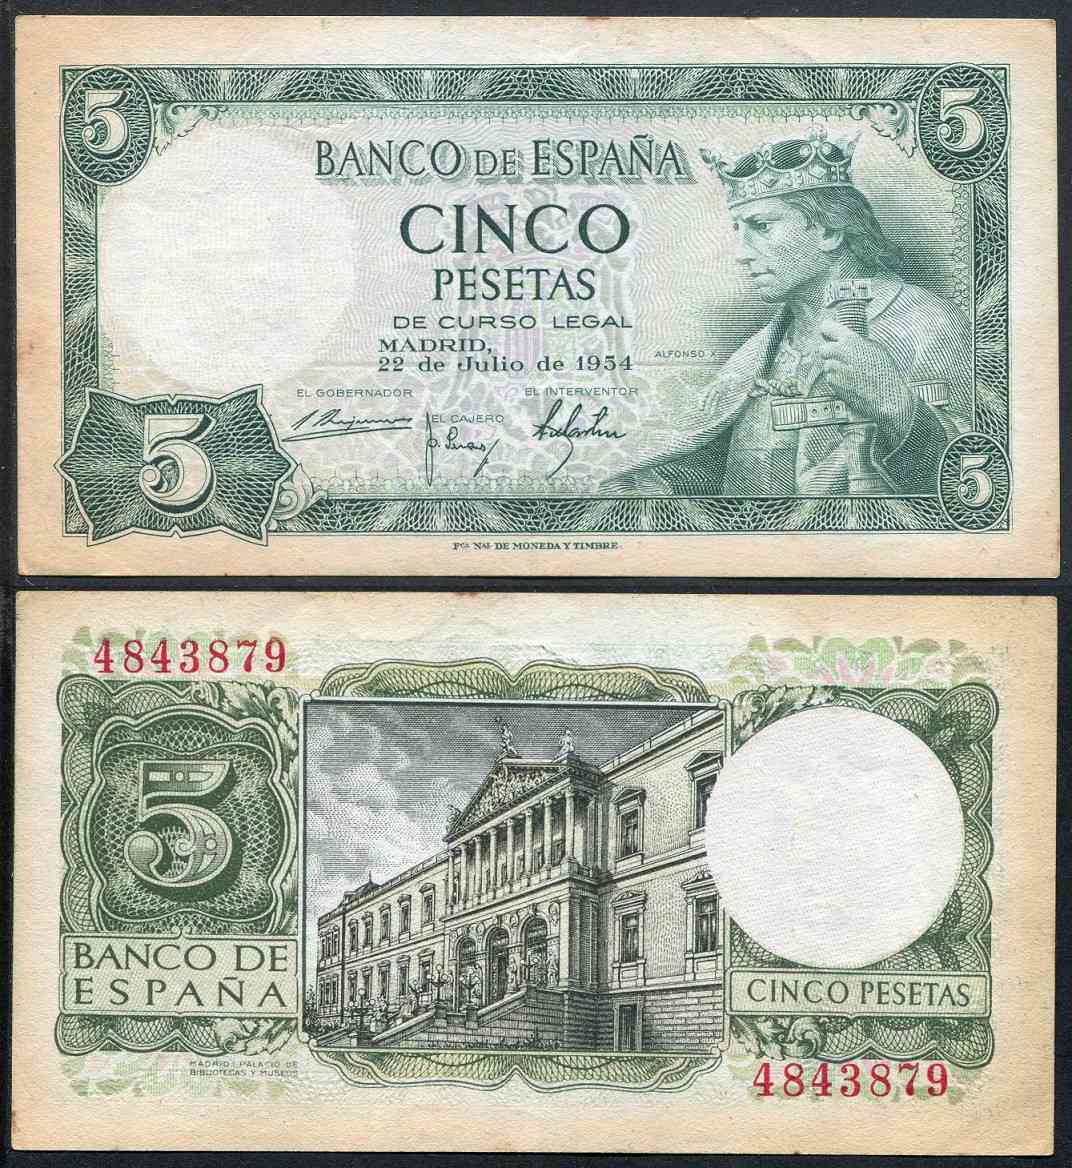 5
5
BANCO DE ESPAÑA
CINCO
PESETAS
DE CURSO LEGAL
MADRID,
22 de Julio de 1954
ALFONSO X
EL GOBERNADOR
EL INTERVENTOR
EL CAJERO
5
5
Fca. Nal. DE MONEDA Y TIMBRE.
4843879
5
BANCO DE
ESPAÑA
CINCO PESETAS
MADRID: PALACIO DE
BIBLIOTECAS Y MUSEOS
4843879